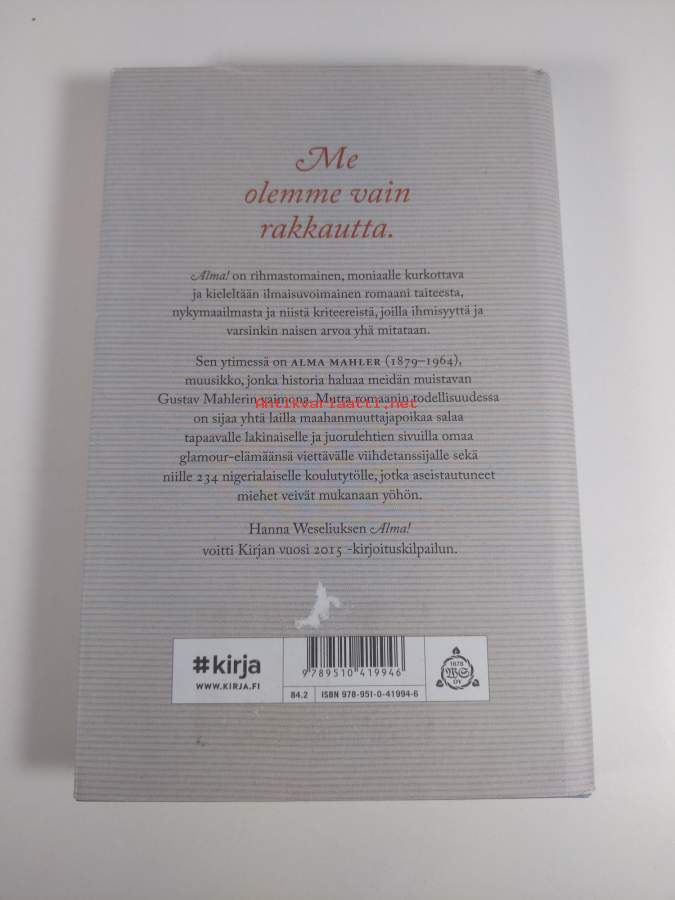 Me
olemme vain
rakkautta.
Alma! on rihmastomainen, moniaalle kurkottava
ja kieleltään ilmaisuvoimainen romaani taiteesta,
nykymaailmasta ja niistä kriteereistä, joilla ihmisyyttä ja
varsinkin naisen arvoa yhä mitataan.
Sen ytimessä on ALMA MAHLER (1879–1964),
muusikko, jonka historia haluaa meidän muistavan
Gustav Mahlerin vaimona. Mutta romaanin todellisuudessa
Antikvariaatti.net
on sijaa yhtä lailla maahanmuuttajapoikaa salaa
tapaavalle lakinaiselle ja juorulehtien sivuilla omaa
glamour-elämäänsä viettävälle viihdetanssijalle sekä
niille 234 nigerialaiselle koulutytölle, jotka aseistautuneet
miehet veivät mukanaan yöhön.
Hanna Weseliuksen Alma!
voitti Kirjan vuosi 2015 -kirjoituskilpailun.
#kirja
WWW.KIRJA.FI
9 789510 419946
84.2 ISBN 978-951-0-41994-6
1878
WS
OY